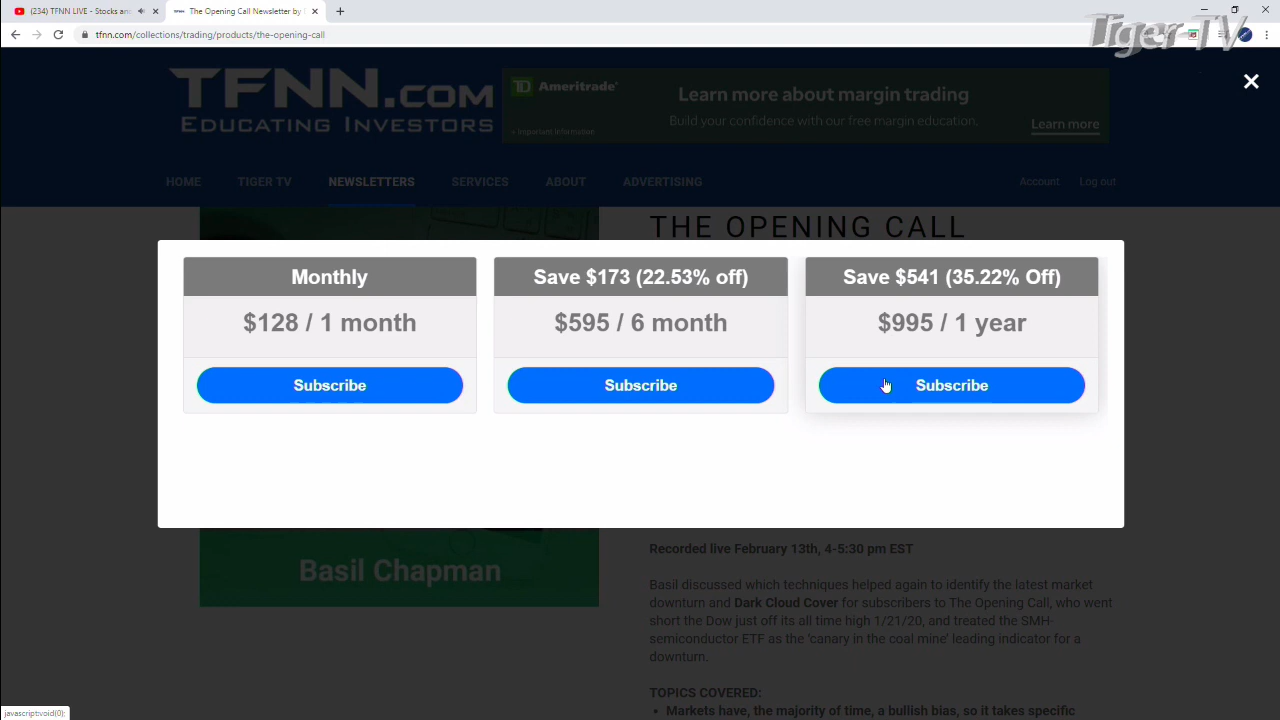 (234) TFNN LIVE - Stocks an
The Opening Call Newsletter by
Tiger-TV
tfnn.com/collections/trading/products/the-opening-call
TFNN.COM
EDUCATING INVESTORS
TD Ameritrade
Learn more about margin trading
Build your confidence with our free margin education.
› Important Information
Learn more
HOME TIGER TV NEWSLETTERS SERVICES ABOUT ADVERTISING Account Log out
THE OPENING CALL
Monthly
$128 / 1 month
Subscribe
Save $173 (22.53% off)
$595 / 6 month
Subscribe
Save $541 (35.22% Off)
$995 / 1 year
Subscribe
Basil Chapman
Recorded live February 13th, 4-5:30 pm EST
Basil discussed which techniques helped again to identify the latest market
downturn and Dark Cloud Cover for subscribers to The Opening Call, who went
short the Dow just off its all time high 1/21/20, and treated the SMH-
semiconductor ETF as the 'canary in the coal mine' leading indicator for a
downturn.
TOPICS COVERED:
• Markets have, the majority of time, a bullish bias, so it takes specific
javascript:void(0);